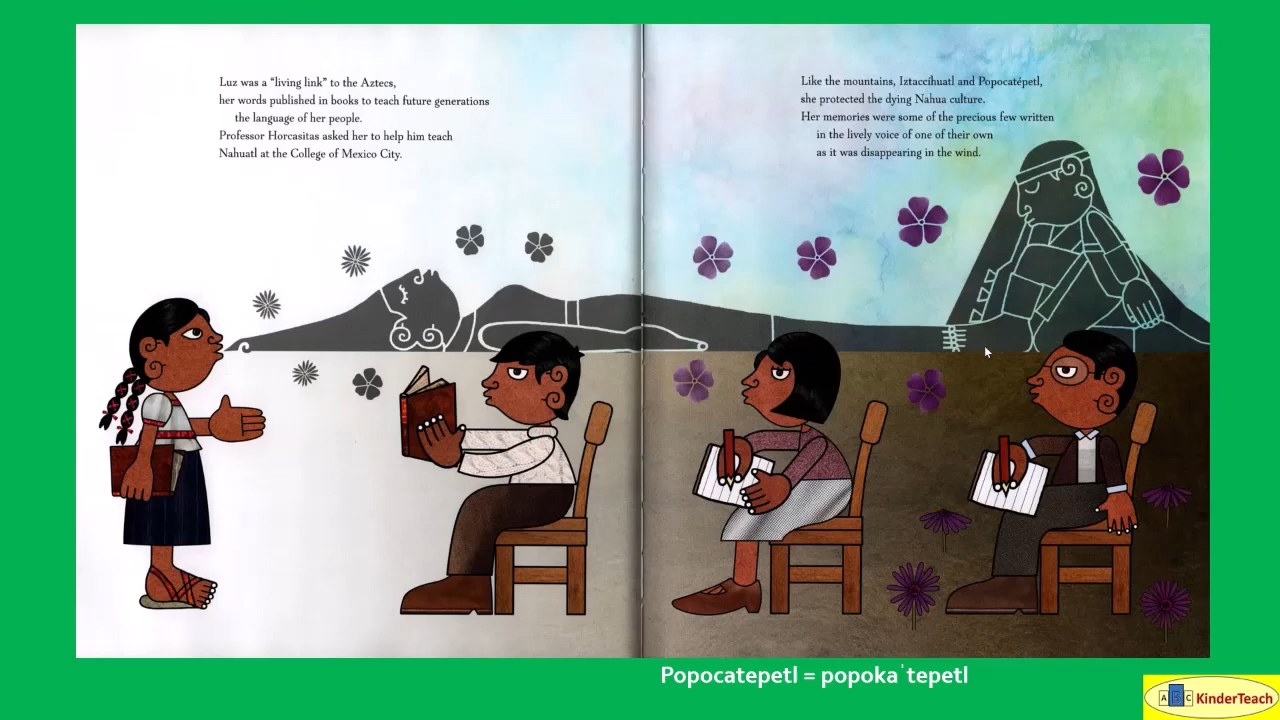 Luz was a “living link” to the Aztecs,
her words published in books to teach future generations
the language of her people.
Professor Horcasitas asked her to help him teach
Nahuatl at the College of Mexico City.
Like the mountains, Iztaccíhuatl and Popocatépetl,
she protected the dying Nahua culture.
Her memories were some of the precious few written
in the lively voice of one of their own
as it was disappearing in the wind.
Popocatepetl = popokaˈtepetl
ABC KinderTeach